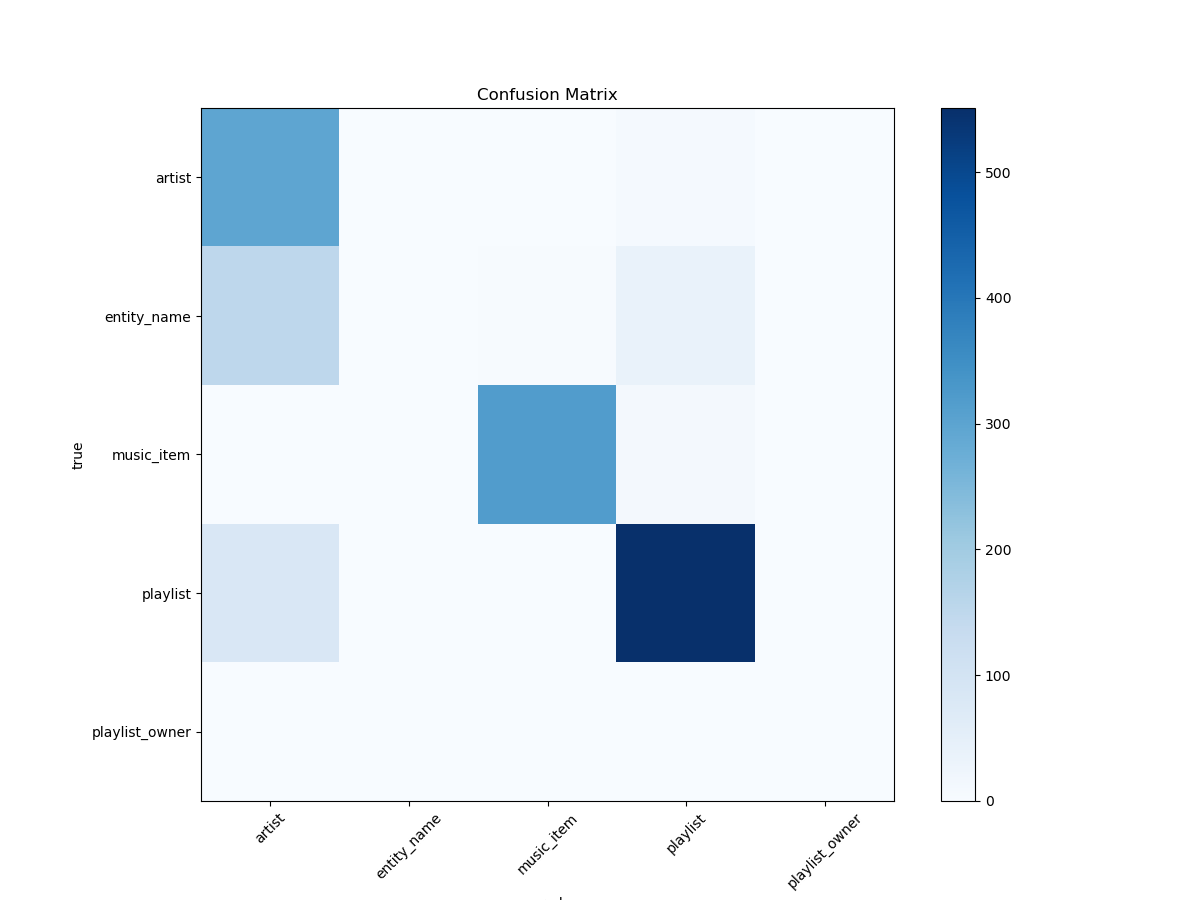 Confusion Matrix
artist
entity_name
music_item
playlist
playlist_owner
true
artist
entity_name
music_item
playlist
playlist_owner
500
400
300
200
100
0